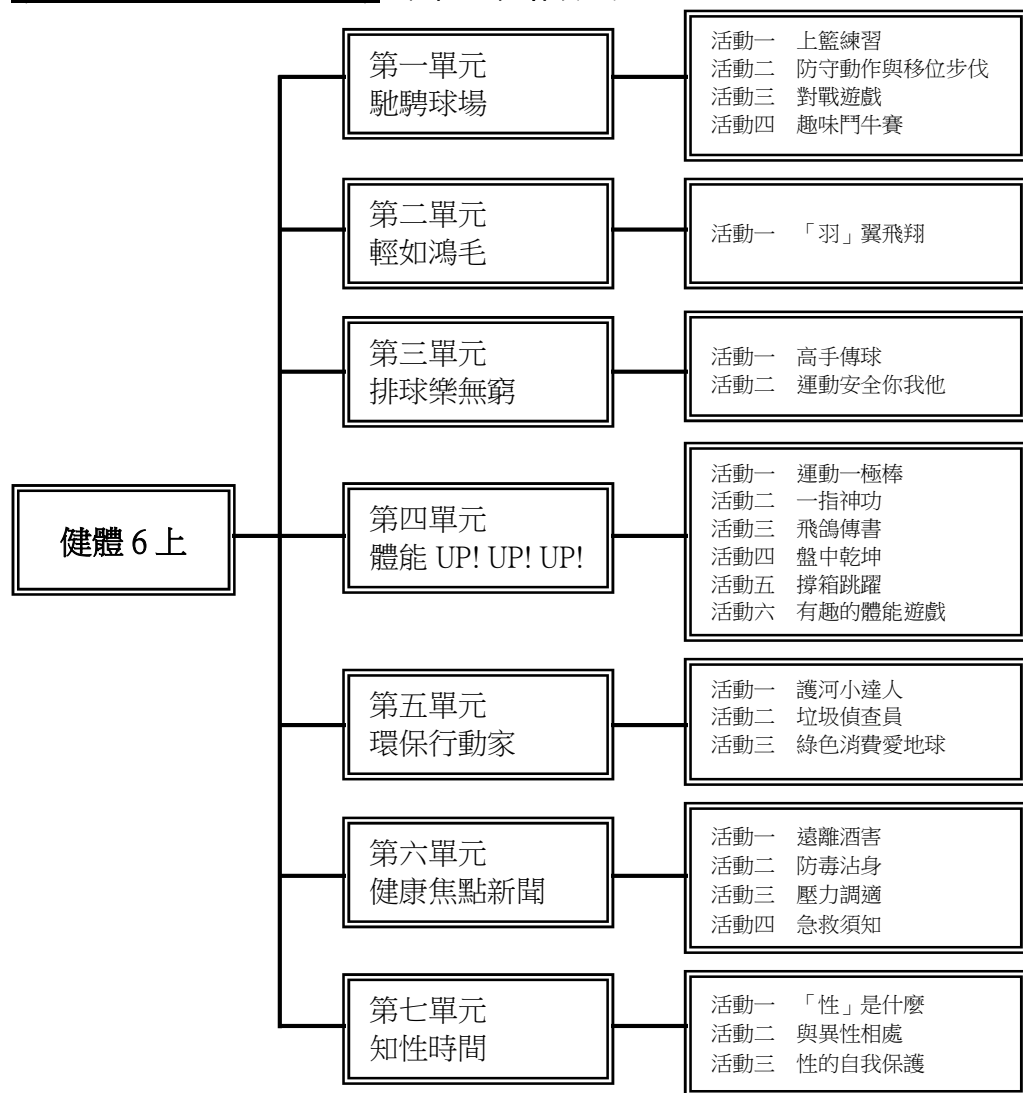 健體 6 上
第一單元
馳騁球場
活動一 上籃練習
活動二 防守動作與移位步伐
活動三 對戰遊戲
活動四 趣味鬥牛賽
第二單元
輕如鴻毛
活動一 「羽」翼飛翔
第三單元
排球樂無窮
活動一 高手傳球
活動二 運動安全你我他
第四單元
體能 UP! UP! UP!
活動一 運動一極棒
活動二 一指神功
活動三 飛鴿傳書
活動四 盤中乾坤
活動五 撐箱跳躍
活動六 有趣的體能遊戲
第五單元
環保行動家
活動一 護河小達人
活動二 垃圾偵查員
活動三 綠色消費愛地球
第六單元
健康焦點新聞
活動一 遠離酒害
活動二 防毒沾身
活動三 壓力調適
活動四 急救須知
第七單元
知性時間
活動一 「性」是什麼
活動二 與異性相處
活動三 性的自我保護